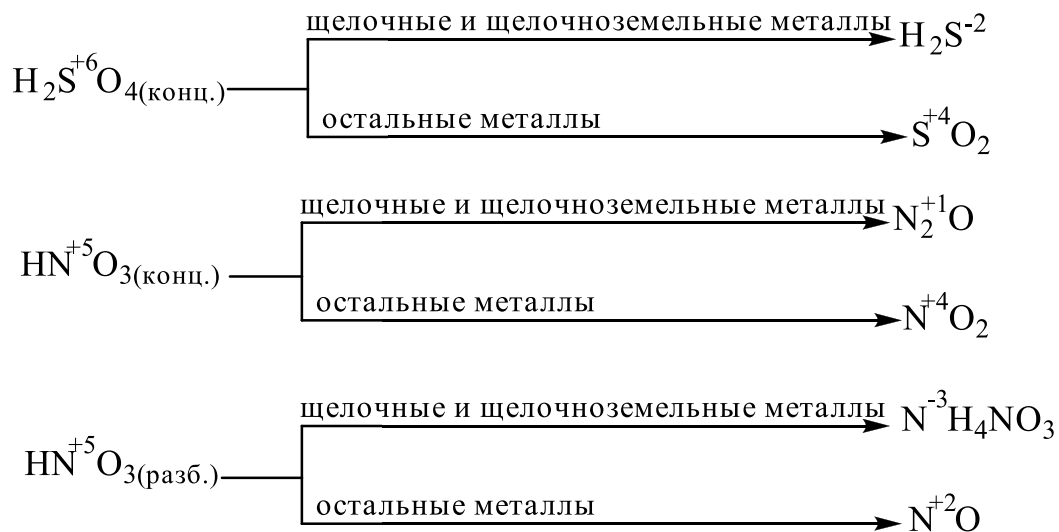 щелочные и щелочноземельные металлы
H₂S⁻²
H₂S⁺⁶O₄(конц.)
остальные металлы
S⁺⁴O₂
щелочные и щелочноземельные металлы
N₂⁺¹O
HN⁺⁵O₃(конц.)
остальные металлы
N⁺⁴O₂
щелочные и щелочноземельные металлы
N⁻³H₄NO₃
HN⁺⁵O₃(разб.)
остальные металлы
N⁺²O